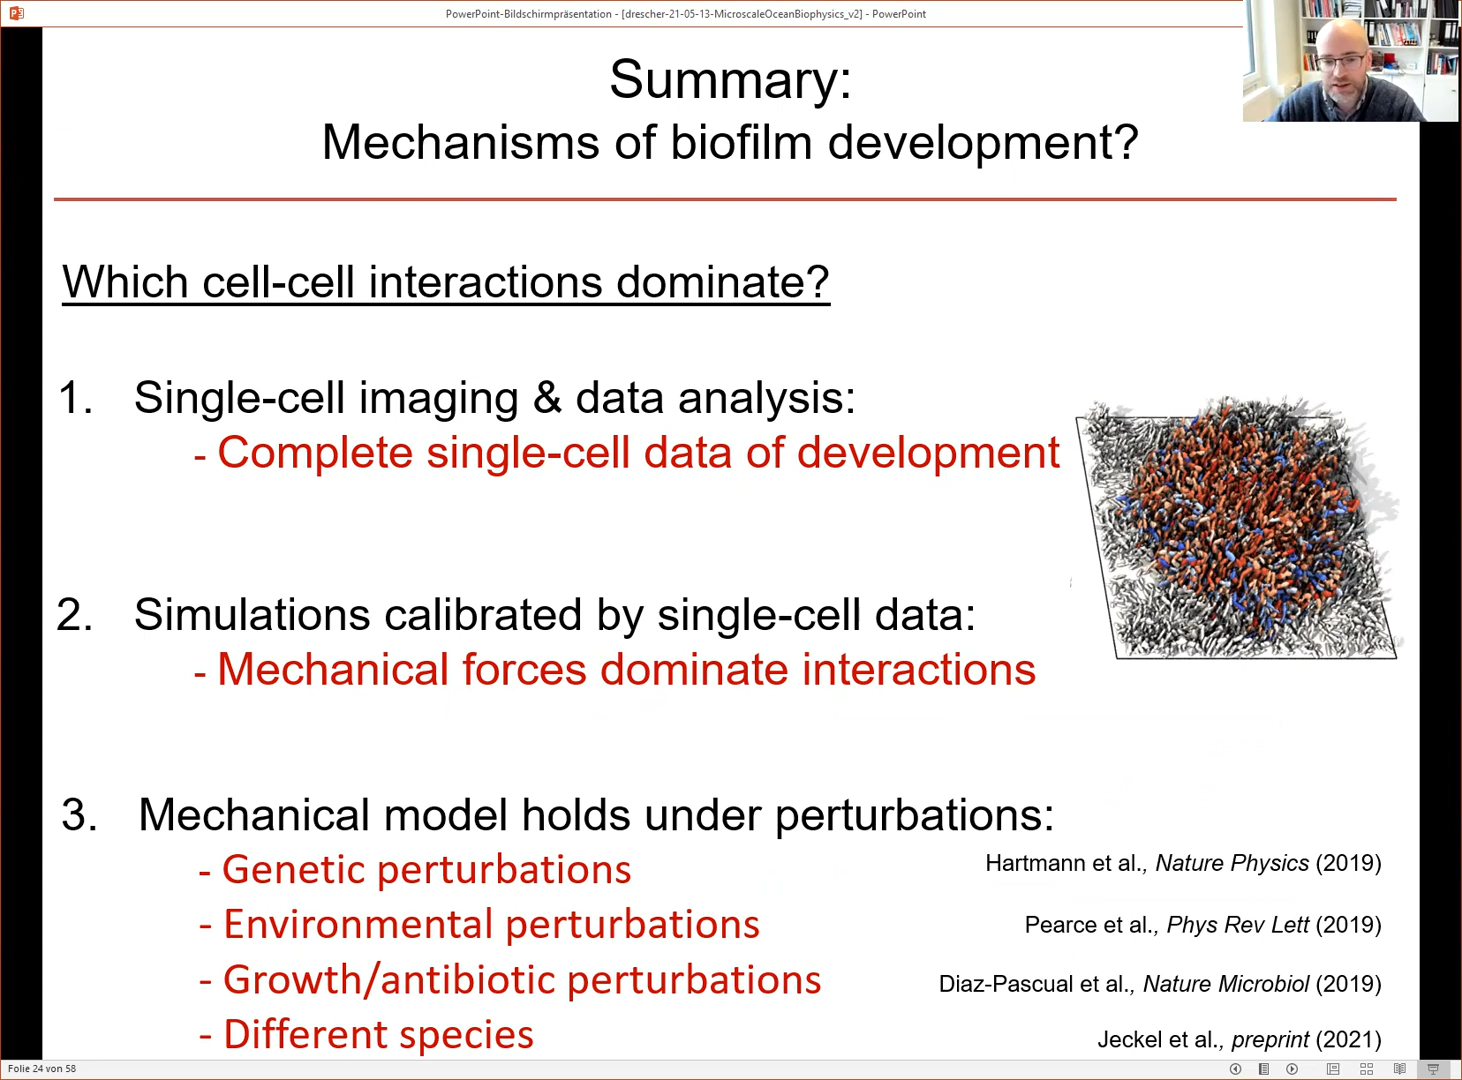 PowerPoint-Bildschirmpräsentation - [drescher-21-05-13-MicroscaleOceanBiophysics_v2] - PowerPoint
Summary:
Mechanisms of biofilm development?
Which cell-cell interactions dominate?
1. Single-cell imaging & data analysis:
- Complete single-cell data of development
2. Simulations calibrated by single-cell data:
- Mechanical forces dominate interactions
3. Mechanical model holds under perturbations:
- Genetic perturbations
Hartmann et al., Nature Physics (2019)
- Environmental perturbations
Pearce et al., Phys Rev Lett (2019)
- Growth/antibiotic perturbations
Diaz-Pascual et al., Nature Microbiol (2019)
- Different species
Jeckel et al., preprint (2021)
Folie 24 von 58